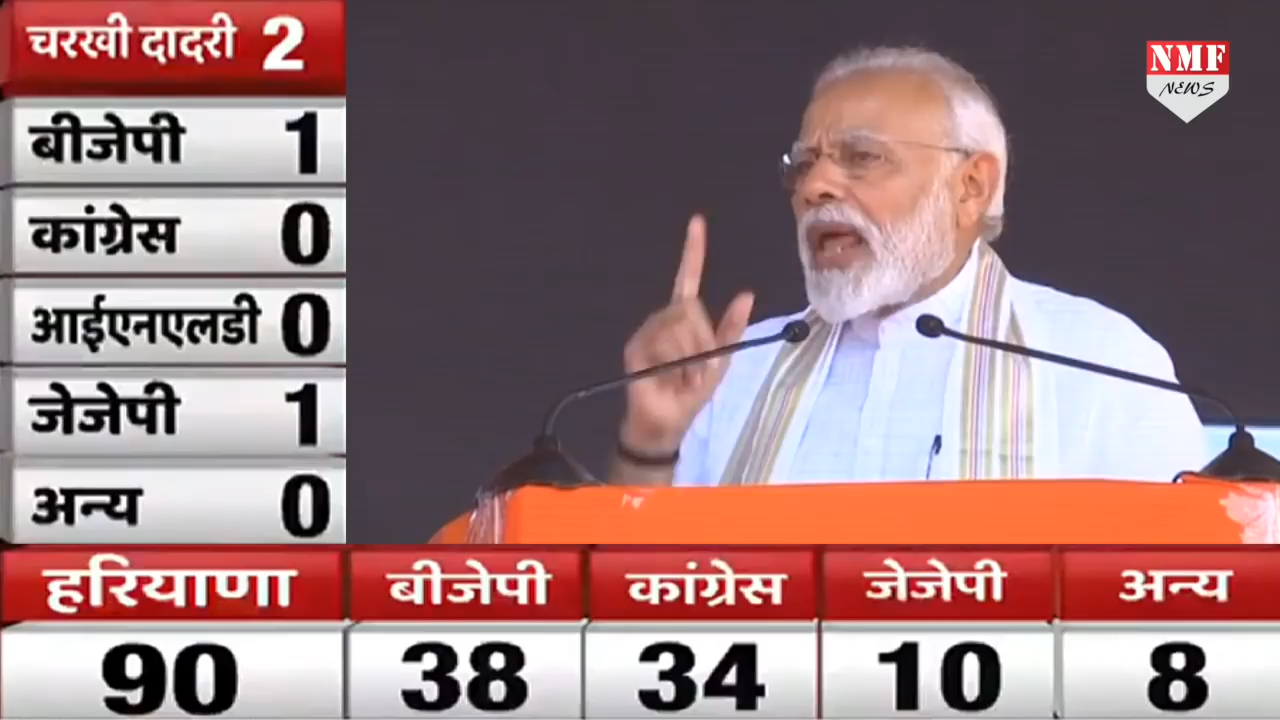 चरखी दादरी 2
बीजेपी 1
कांग्रेस 0
आईएनएलडी 0
जेजेपी 1
अन्य 0
NMF
NEWS
हरियाणा बीजेपी कांग्रेस जेजेपी अन्य
90 38 34 10 8